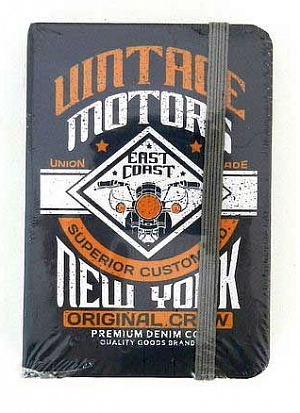 VINTAGE
MOTORS
UNION
EAST
COAST
SUPERIOR CUSTOM
NEW YORK
ORIGINAL CREW
PREMIUM DENIM CO
QUALITY GOODS BRAND